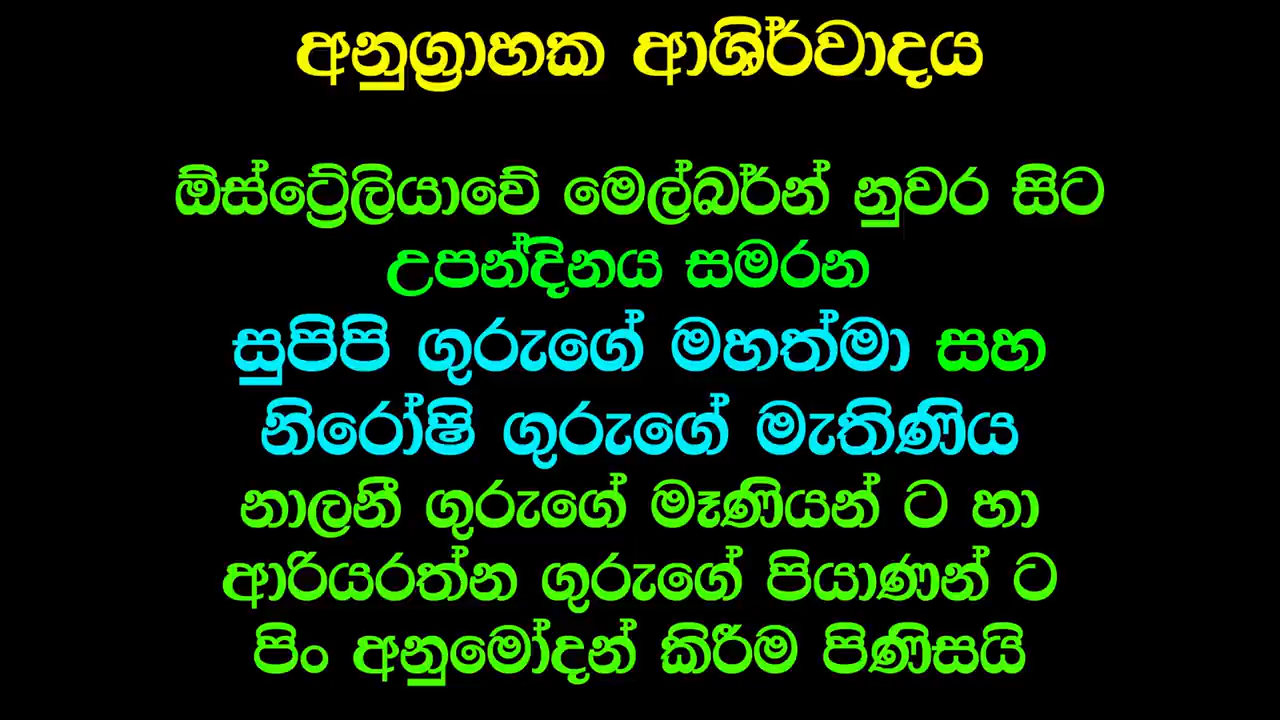 අනුග්‍රාහක ආශිර්වාදය
ඕස්ට්‍රේලියාවේ මෙල්බර්න් නුවර සිට
උපන්දිනය සමරන
සුපිපි ගුරුගේ මහත්මා සහ
නිරෝෂි ගුරුගේ මැතිණිය
නාලනී ගුරුගේ මෑණියන් ට හා
ආරියරත්න ගුරුගේ පියාණන් ට
පිං අනුමෝදන් කිරීම පිණිසයි